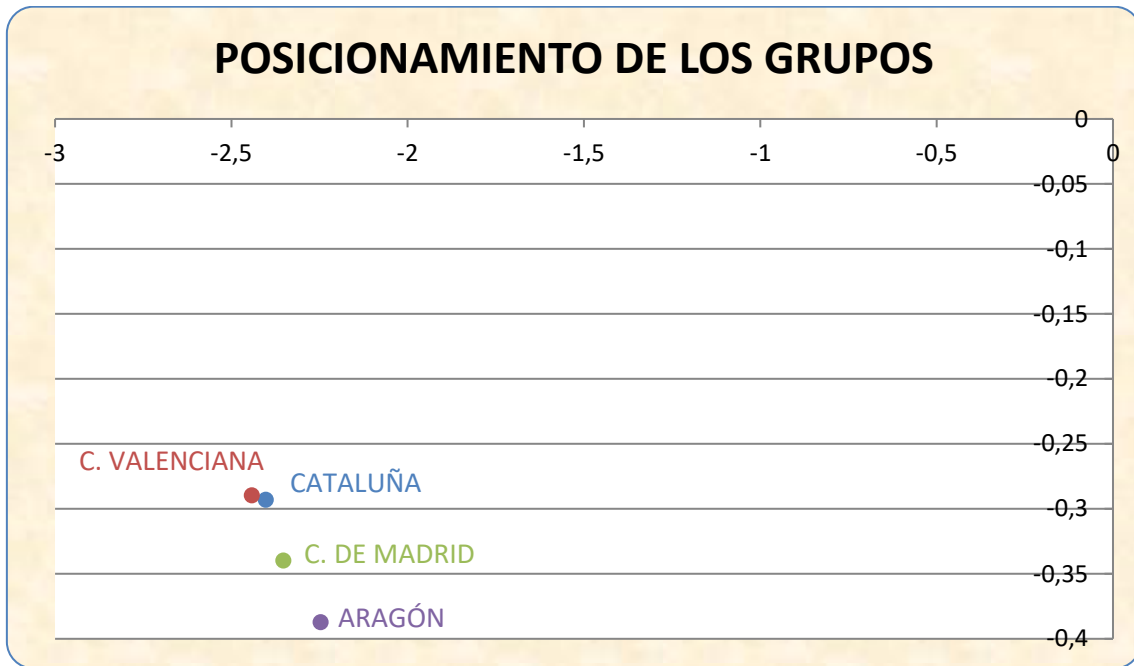 POSICIONAMIENTO DE LOS GRUPOS
0
-3 -2,5 -2 -1,5 -1 -0,5 0
-0,05
-0,1
-0,15
-0,2
-0,25
C. VALENCIANA
CATALUÑA
-0,3
C. DE MADRID
-0,35
ARAGÓN
-0,4